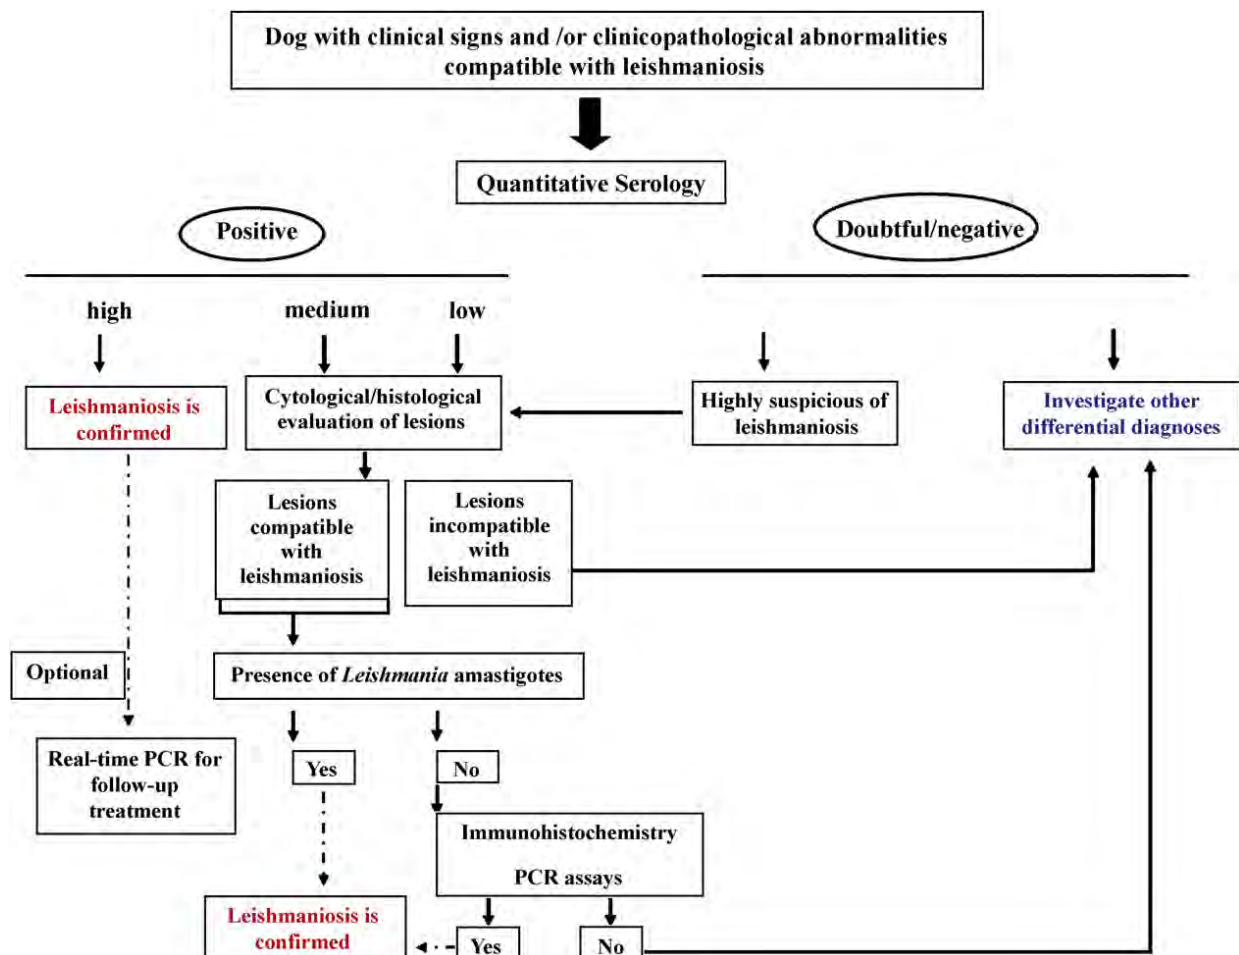 Dog with clinical signs and /or clinicopathological abnormalities
compatible with leishmaniosis
Quantitative Serology
Positive
Doubtful/negative
high
medium
low
Leishmaniosis is
confirmed
Cytological/histological
evaluation of lesions
Highly suspicious of
leishmaniosis
Investigate other
differential diagnoses
Lesions
compatible
with
leishmaniosis
Lesions
incompatible
with
leishmaniosis
Optional
Presence of Leishmania amastigotes
Real-time PCR for
follow-up
treatment
Yes
No
Immunohistochemistry
PCR assays
Leishmaniosis is
confirmed
Yes
No